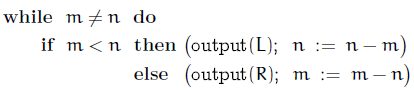 while m ≠ n do
if m < n then (output(L); n := n − m)
else (output(R); m := m − n)